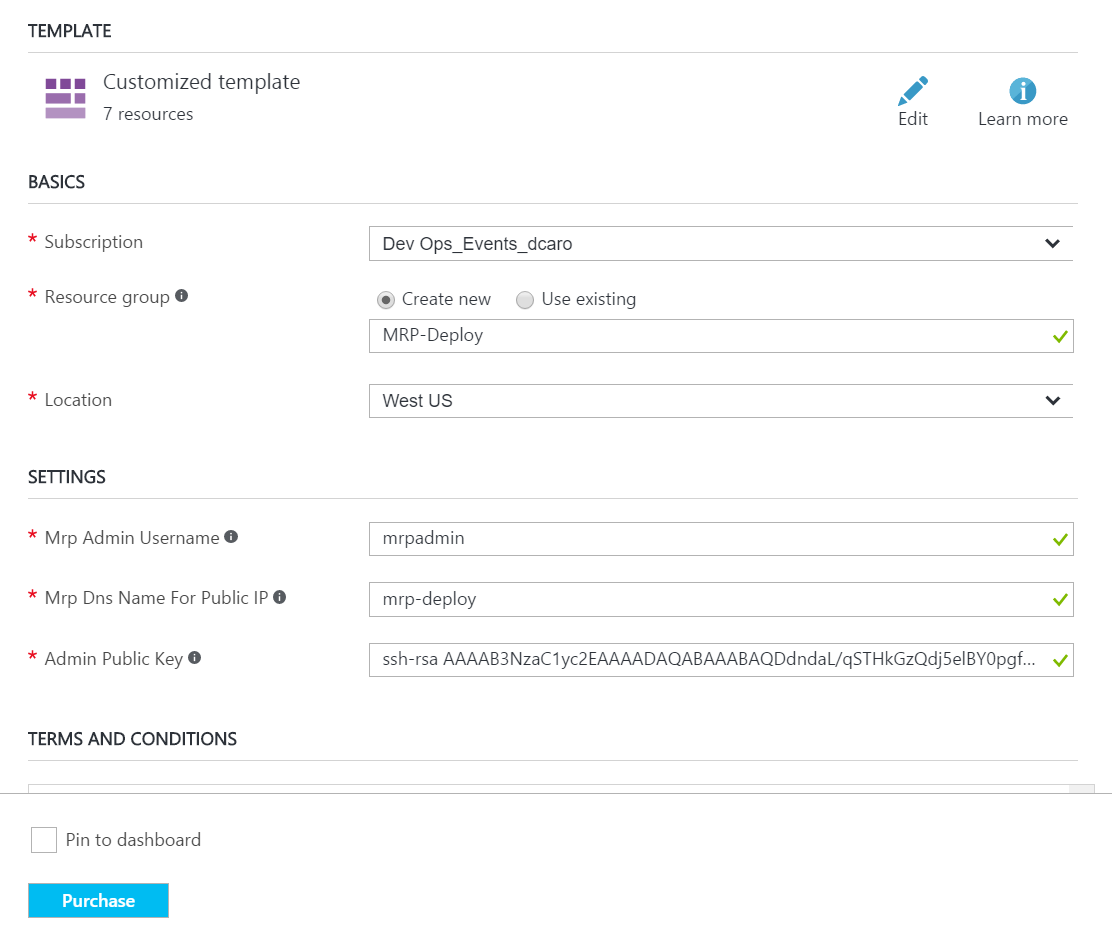 TEMPLATE
Customized template
7 resources
Edit
Learn more
BASICS
* Subscription
Dev Ops_Events_dcaro
* Resource group
Create new
Use existing
MRP-Deploy
* Location
West US
SETTINGS
* Mrp Admin Username
mrpadmin
* Mrp Dns Name For Public IP
mrp-deploy
* Admin Public Key
ssh-rsa AAAAB3NzaC1yc2EAAAADAQABAAABAQDdndaL/qSTHkGzQdj5elBY0pgf...
TERMS AND CONDITIONS
Pin to dashboard
Purchase